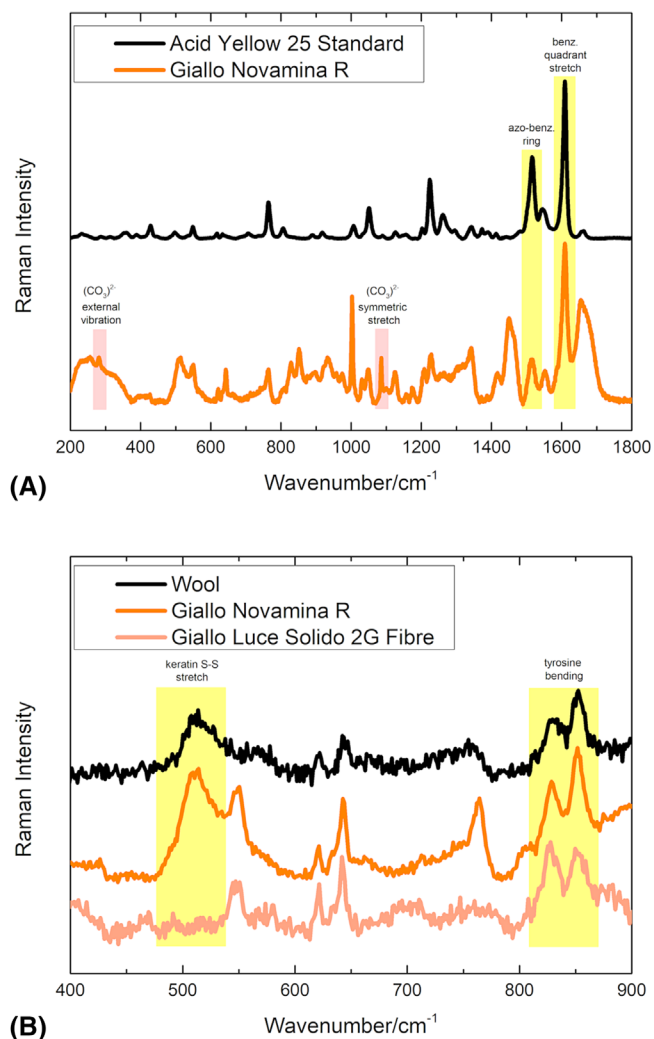 Acid Yellow 25 Standard
Giallo Novamina R
benz.
quadrant
stretch
azo-benz.
ring
(CO₃)²⁻
external
vibration
(CO₃)²⁻
symmetric
stretch
Raman Intensity
200 400 600 800 1000 1200 1400 1600 1800
Wavenumber/cm⁻¹
(A)
Wool
Giallo Novamina R
Giallo Luce Solido 2G Fibre
keratin S-S
stretch
tyrosine
bending
Raman Intensity
400 500 600 700 800 900
Wavenumber/cm⁻¹
(B)